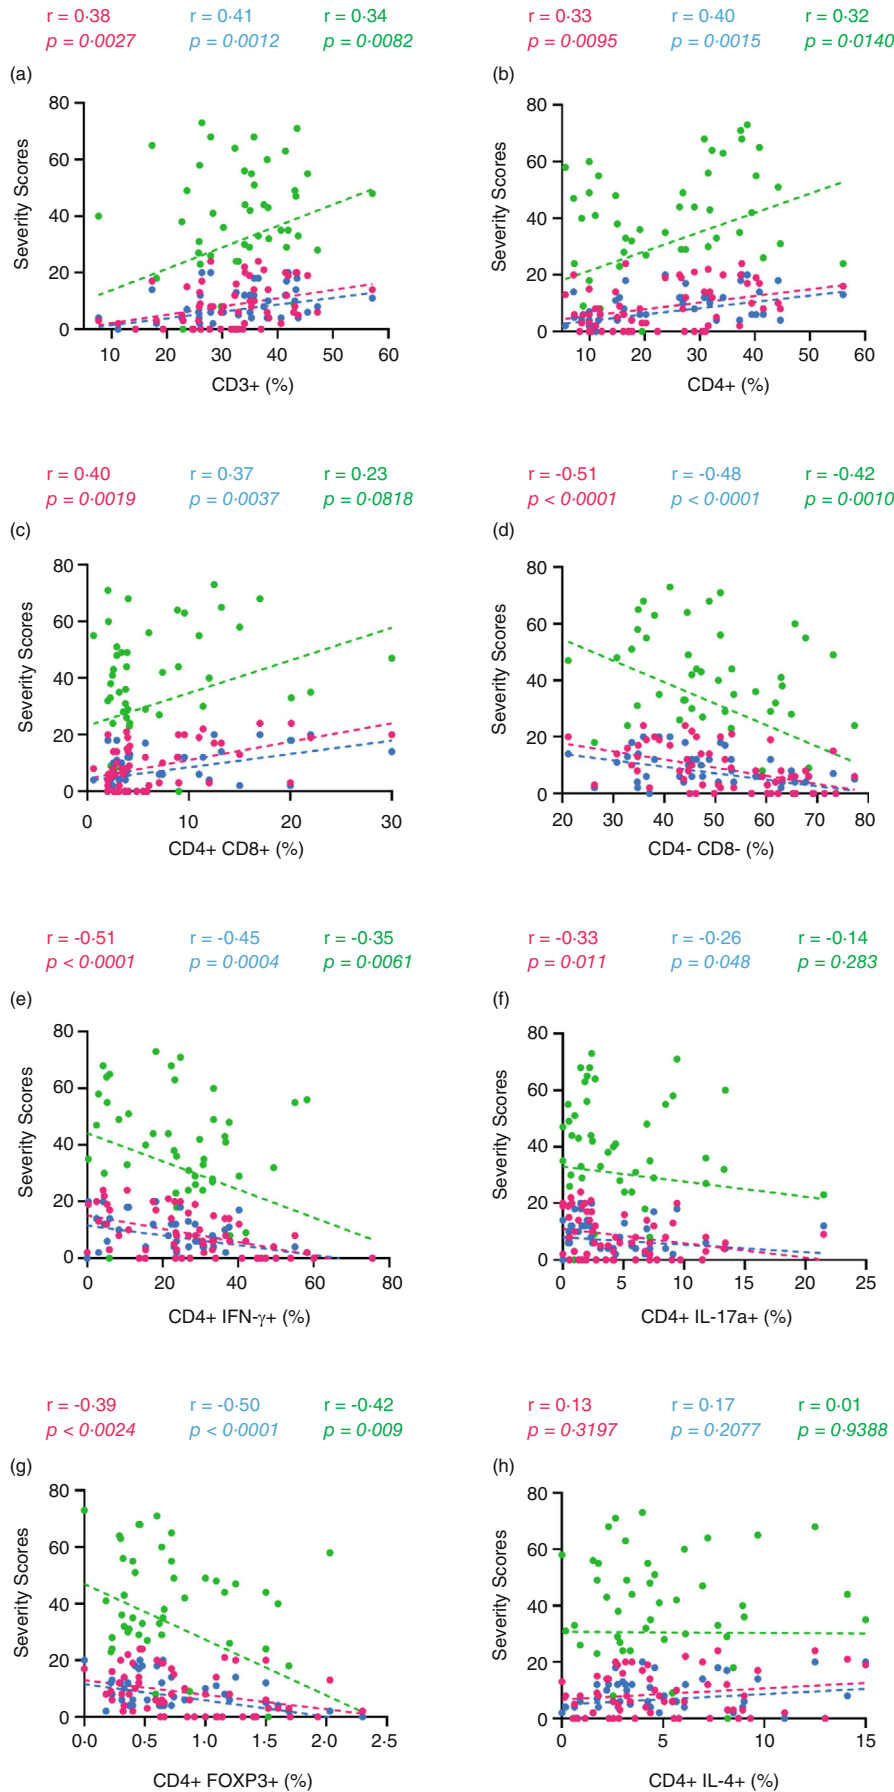 r = 0·38 r = 0·41 r = 0·34
p = 0·0027 p = 0·0012 p = 0·0082
(a)
Severity Scores
80
60
40
20
0
10 20 30 40 50 60
CD3+ (%)
r = 0·33 r = 0·40 r = 0·32
p = 0·0095 p = 0·0015 p = 0·0140
(b)
Severity Scores
80
60
40
20
0
10 20 30 40 50 60
CD4+ (%)
r = 0·40 r = 0·37 r = 0·23
p = 0·0019 p = 0·0037 p = 0·0818
(c)
Severity Scores
80
60
40
20
0
0 10 20 30
CD4+ CD8+ (%)
r = -0·51 r = -0·48 r = -0·42
p < 0·0001 p < 0·0001 p = 0·0010
(d)
Severity Scores
80
60
40
20
0
20 30 40 50 60 70 80
CD4- CD8- (%)
r = -0·51 r = -0·45 r = -0·35
p < 0·0001 p = 0·0004 p = 0·0061
(e)
Severity Scores
80
60
40
20
0
0 20 40 60 80
CD4+ IFN-γ+ (%)
r = -0·33 r = -0·26 r = -0·14
p = 0·011 p = 0·048 p = 0·283
(f)
Severity Scores
80
60
40
20
0
0 5 10 15 20 25
CD4+ IL-17a+ (%)
r = -0·39 r = -0·50 r = -0·42
p < 0·0024 p < 0·0001 p = 0·009
(g)
Severity Scores
80
60
40
20
0
0·0 0·5 1·0 1·5 2·0 2·5
CD4+ FOXP3+ (%)
r = 0·13 r = 0·17 r = 0·01
p = 0·3197 p = 0·2077 p = 0·9388
(h)
Severity Scores
80
60
40
20
0
0 5 10 15
CD4+ IL-4+ (%)